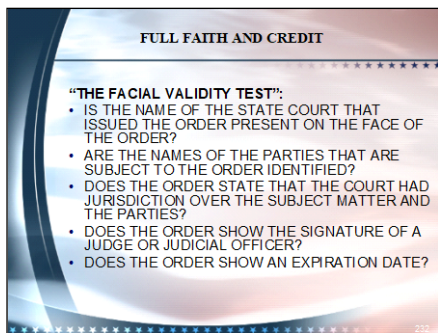 FULL FAITH AND CREDIT
“THE FACIAL VALIDITY TEST”:
• IS THE NAME OF THE STATE COURT THAT
ISSUED THE ORDER PRESENT ON THE FACE OF
THE ORDER?
• ARE THE NAMES OF THE PARTIES THAT ARE
SUBJECT TO THE ORDER IDENTIFIED?
• DOES THE ORDER STATE THAT THE COURT HAD
JURISDICTION OVER THE SUBJECT MATTER AND
THE PARTIES?
• DOES THE ORDER SHOW THE SIGNATURE OF A
JUDGE OR JUDICIAL OFFICER?
• DOES THE ORDER SHOW AN EXPIRATION DATE?
232